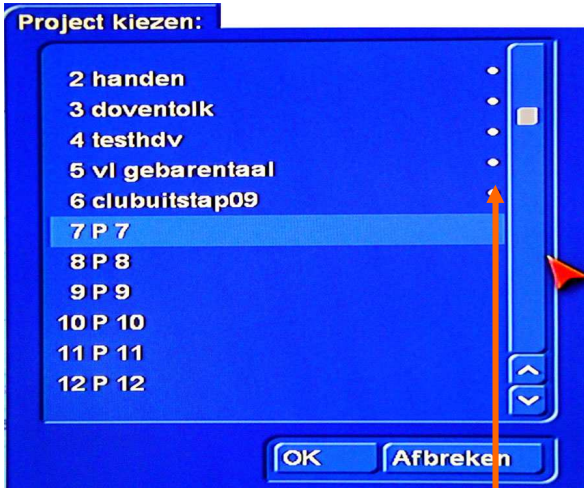 Project kiezen:
2 handen
3 doventolk
4 testhdv
5 vl gebarentaal
6 clubuitstap09
7 P 7
8 P 8
9 P 9
10 P 10
11 P 11
12 P 12
OK
Afbreken